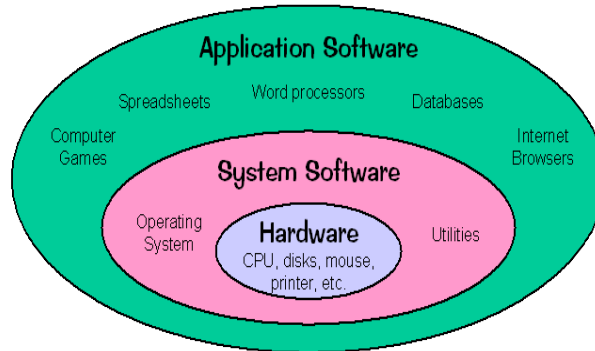 Application Software
Word processors
Spreadsheets
Databases
Computer
Games
Internet
Browsers
System Software
Operating
System
Utilities
Hardware
CPU, disks, mouse,
printer, etc.